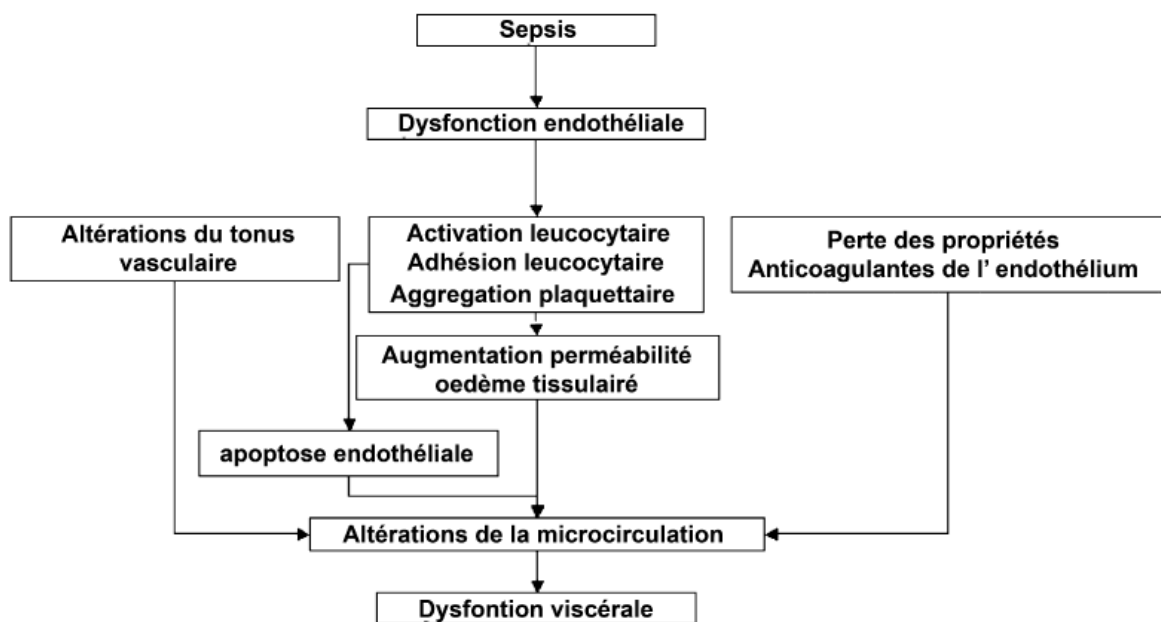 Sepsis
Dysfonction endothéliale
Altérations du tonus
vasculaire
Activation leucocytaire
Adhésion leucocytaire
Aggregation plaquettaire
Perte des propriétés
Anticoagulantes de l' endothélium
Augmentation perméabilité
oedème tissulairé
apoptose endothéliale
Altérations de la microcirculation
Dysfontion viscérale